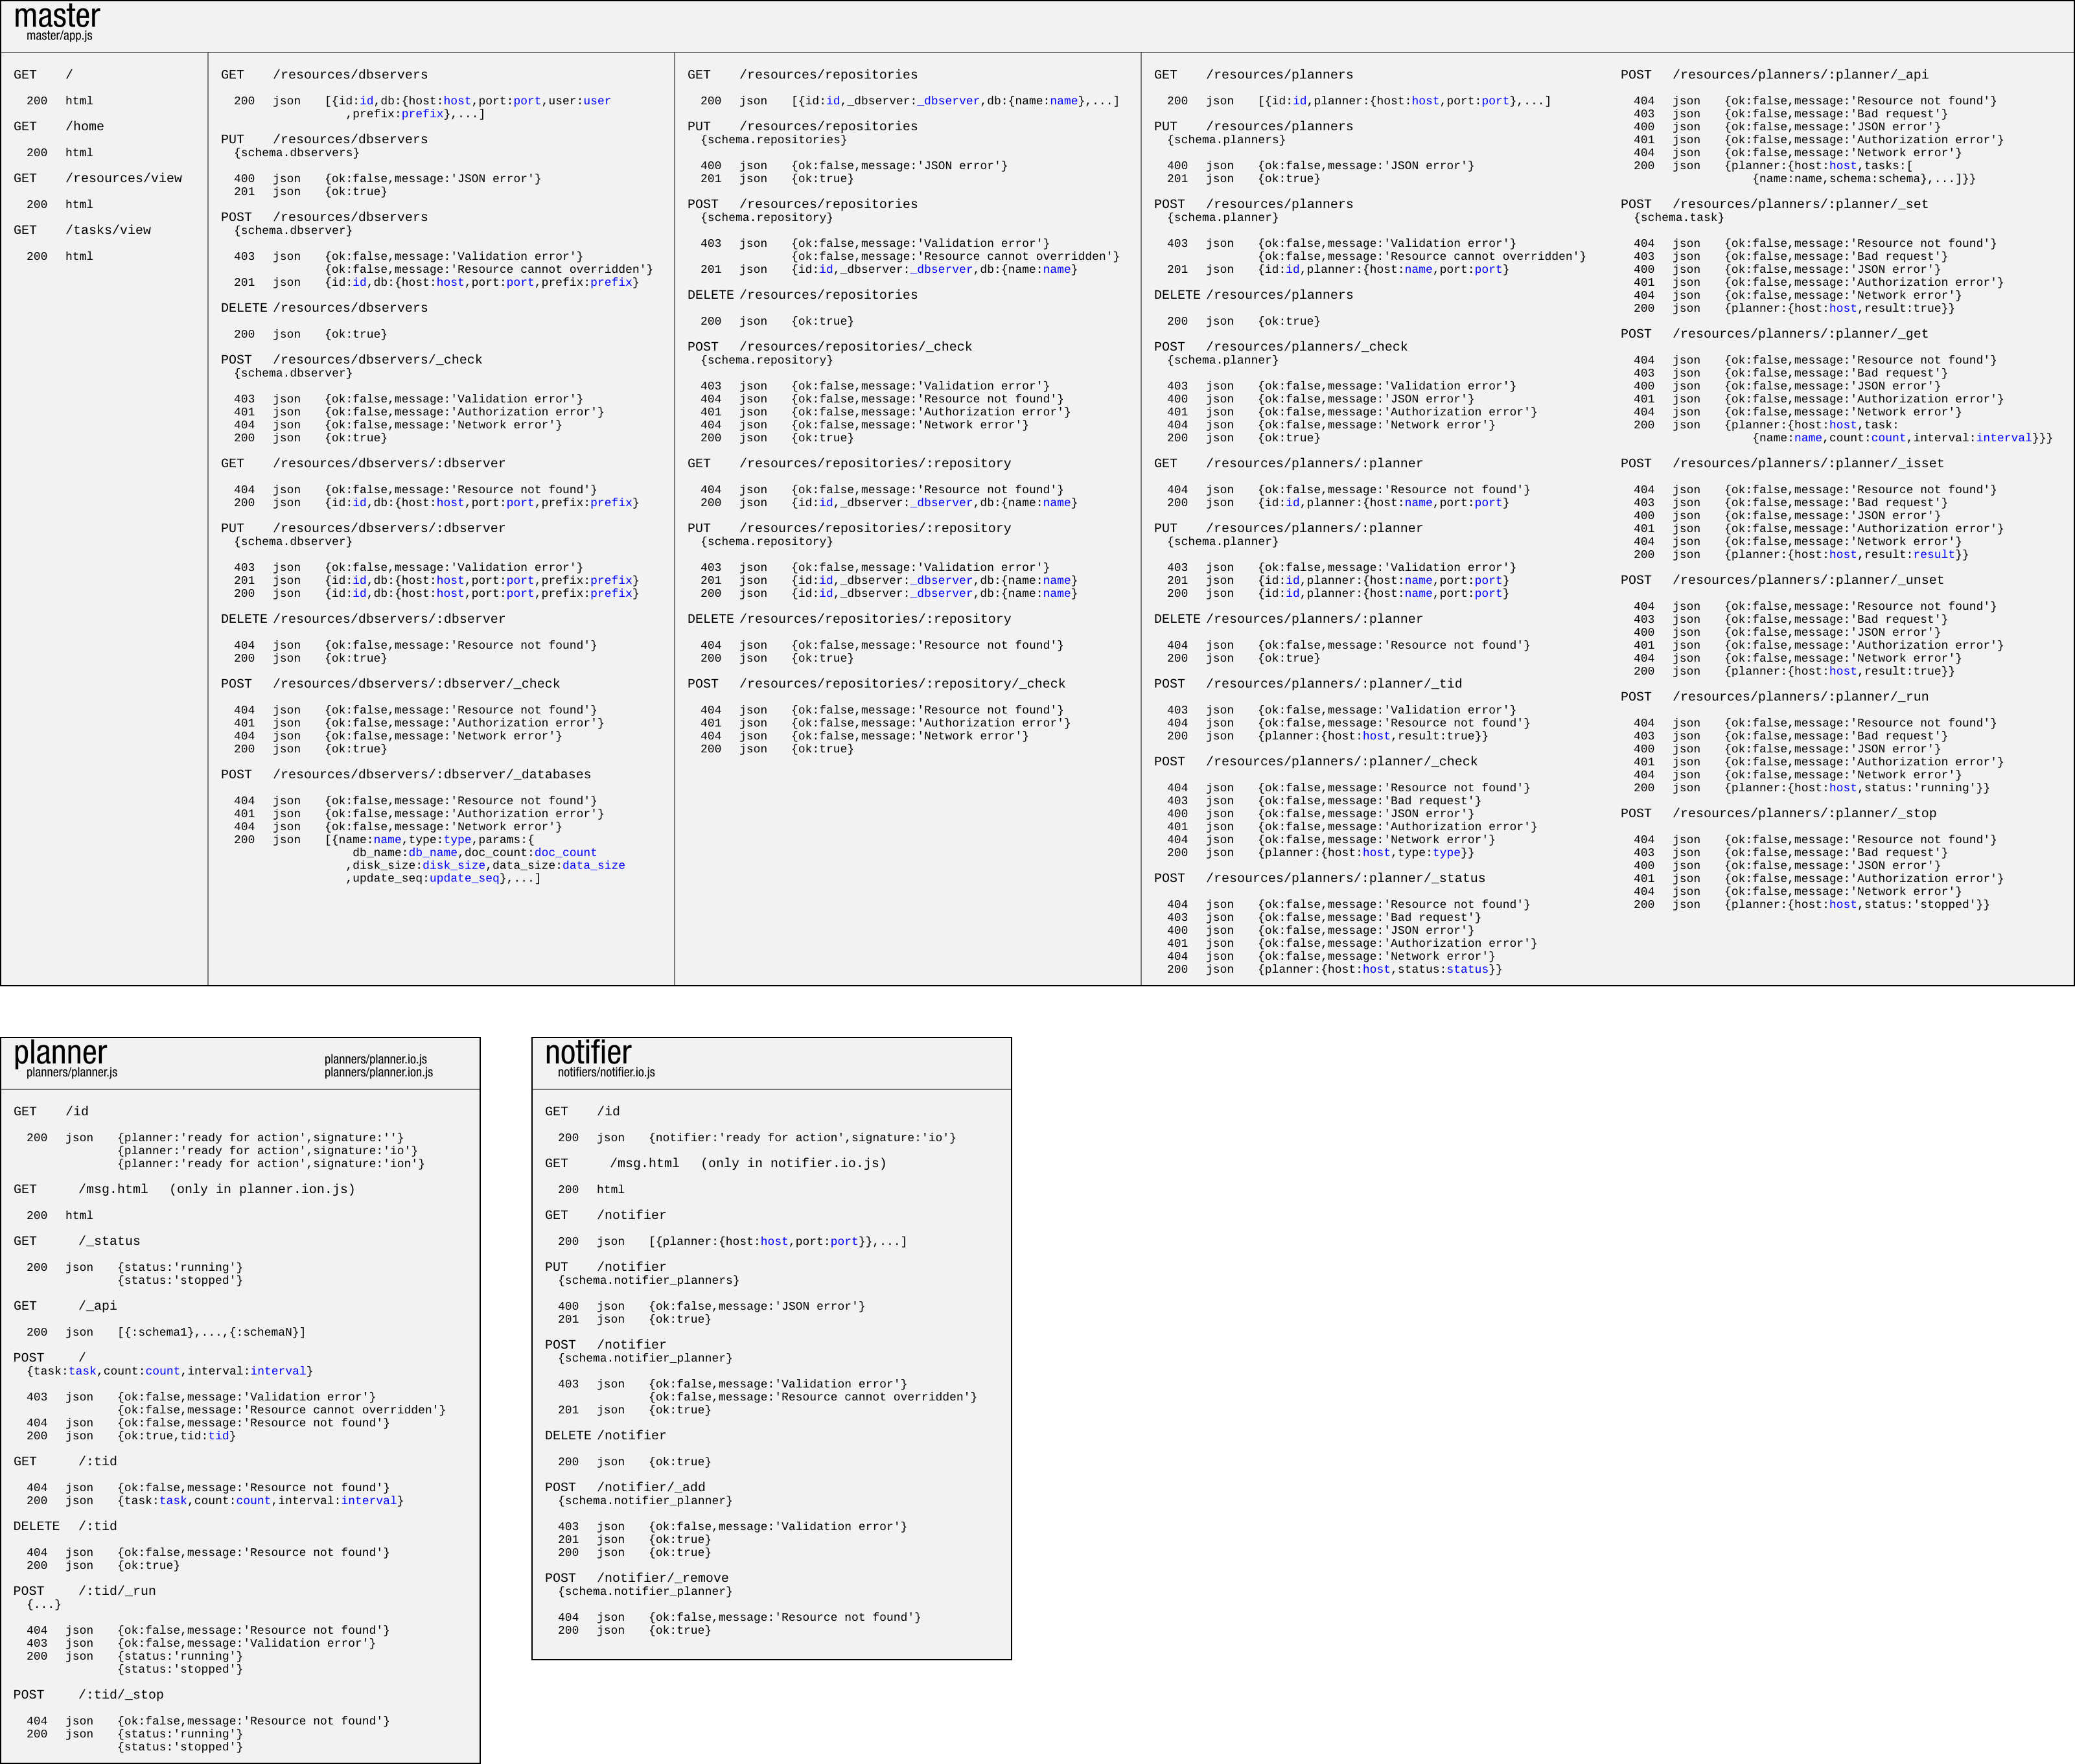 master
master/app.js
GET /
200 html
GET /home
200 html
GET /resources/view
200 html
GET /tasks/view
200 html
GET /resources/dbservers
200 json [{id:id,db:{host:host,port:port,user:user
,prefix:prefix},...]
PUT /resources/dbservers
{schema.dbservers}
400 json {ok:false,message:'JSON error'}
201 json {ok:true}
POST /resources/dbservers
{schema.dbserver}
403 json {ok:false,message:'Validation error'}
{ok:false,message:'Resource cannot overridden'}
201 json {id:id,db:{host:host,port:port,prefix:prefix}
DELETE /resources/dbservers
200 json {ok:true}
POST /resources/dbservers/_check
{schema.dbserver}
403 json {ok:false,message:'Validation error'}
401 json {ok:false,message:'Authorization error'}
404 json {ok:false,message:'Network error'}
200 json {ok:true}
GET /resources/dbservers/:dbserver
404 json {ok:false,message:'Resource not found'}
200 json {id:id,db:{host:host,port:port,prefix:prefix}
PUT /resources/dbservers/:dbserver
{schema.dbserver}
403 json {ok:false,message:'Validation error'}
201 json {id:id,db:{host:host,port:port,prefix:prefix}
200 json {id:id,db:{host:host,port:port,prefix:prefix}
DELETE /resources/dbservers/:dbserver
404 json {ok:false,message:'Resource not found'}
200 json {ok:true}
POST /resources/dbservers/:dbserver/_check
404 json {ok:false,message:'Resource not found'}
401 json {ok:false,message:'Authorization error'}
404 json {ok:false,message:'Network error'}
200 json {ok:true}
POST /resources/dbservers/:dbserver/_databases
404 json {ok:false,message:'Resource not found'}
401 json {ok:false,message:'Authorization error'}
404 json {ok:false,message:'Network error'}
200 json [{name:name,type:type,params:{
db_name:db_name,doc_count:doc_count
,disk_size:disk_size,data_size:data_size
,update_seq:update_seq},...]
GET /resources/repositories
200 json [{id:id,_dbserver:_dbserver,db:{name:name},...]
PUT /resources/repositories
{schema.repositories}
400 json {ok:false,message:'JSON error'}
201 json {ok:true}
POST /resources/repositories
{schema.repository}
403 json {ok:false,message:'Validation error'}
{ok:false,message:'Resource cannot overridden'}
201 json {id:id,_dbserver:_dbserver,db:{name:name}
DELETE /resources/repositories
200 json {ok:true}
POST /resources/repositories/_check
{schema.repository}
403 json {ok:false,message:'Validation error'}
404 json {ok:false,message:'Resource not found'}
401 json {ok:false,message:'Authorization error'}
404 json {ok:false,message:'Network error'}
200 json {ok:true}
GET /resources/repositories/:repository
404 json {ok:false,message:'Resource not found'}
200 json {id:id,_dbserver:_dbserver,db:{name:name}
PUT /resources/repositories/:repository
{schema.repository}
403 json {ok:false,message:'Validation error'}
201 json {id:id,_dbserver:_dbserver,db:{name:name}
200 json {id:id,_dbserver:_dbserver,db:{name:name}
DELETE /resources/repositories/:repository
404 json {ok:false,message:'Resource not found'}
200 json {ok:true}
POST /resources/repositories/:repository/_check
404 json {ok:false,message:'Resource not found'}
401 json {ok:false,message:'Authorization error'}
404 json {ok:false,message:'Network error'}
200 json {ok:true}
GET /resources/planners
200 json [{id:id,planner:{host:host,port:port},...]
PUT /resources/planners
{schema.planners}
400 json {ok:false,message:'JSON error'}
201 json {ok:true}
POST /resources/planners
{schema.planner}
403 json {ok:false,message:'Validation error'}
{ok:false,message:'Resource cannot overridden'}
201 json {id:id,planner:{host:name,port:port}
DELETE /resources/planners
200 json {ok:true}
POST /resources/planners/_check
{schema.planner}
403 json {ok:false,message:'Validation error'}
400 json {ok:false,message:'JSON error'}
401 json {ok:false,message:'Authorization error'}
404 json {ok:false,message:'Network error'}
200 json {ok:true}
GET /resources/planners/:planner
404 json {ok:false,message:'Resource not found'}
200 json {id:id,planner:{host:name,port:port}
PUT /resources/planners/:planner
{schema.planner}
403 json {ok:false,message:'Validation error'}
201 json {id:id,planner:{host:name,port:port}
200 json {id:id,planner:{host:name,port:port}
DELETE /resources/planners/:planner
404 json {ok:false,message:'Resource not found'}
200 json {ok:true}
POST /resources/planners/:planner/_tid
403 json {ok:false,message:'Validation error'}
404 json {ok:false,message:'Resource not found'}
200 json {planner:{host:host,result:true}}
POST /resources/planners/:planner/_check
404 json {ok:false,message:'Resource not found'}
403 json {ok:false,message:'Bad request'}
400 json {ok:false,message:'JSON error'}
401 json {ok:false,message:'Authorization error'}
404 json {ok:false,message:'Network error'}
200 json {planner:{host:host,type:type}}
POST /resources/planners/:planner/_status
404 json {ok:false,message:'Resource not found'}
403 json {ok:false,message:'Bad request'}
400 json {ok:false,message:'JSON error'}
401 json {ok:false,message:'Authorization error'}
404 json {ok:false,message:'Network error'}
200 json {planner:{host:host,status:status}}
POST /resources/planners/:planner/_api
404 json {ok:false,message:'Resource not found'}
403 json {ok:false,message:'Bad request'}
400 json {ok:false,message:'JSON error'}
401 json {ok:false,message:'Authorization error'}
404 json {ok:false,message:'Network error'}
200 json {planner:{host:host,tasks:[
{name:name,schema:schema},...]}}
POST /resources/planners/:planner/_set
{schema.task}
404 json {ok:false,message:'Resource not found'}
403 json {ok:false,message:'Bad request'}
400 json {ok:false,message:'JSON error'}
401 json {ok:false,message:'Authorization error'}
404 json {ok:false,message:'Network error'}
200 json {planner:{host:host,result:true}}
POST /resources/planners/:planner/_get
404 json {ok:false,message:'Resource not found'}
403 json {ok:false,message:'Bad request'}
400 json {ok:false,message:'JSON error'}
401 json {ok:false,message:'Authorization error'}
404 json {ok:false,message:'Network error'}
200 json {planner:{host:host,task:
{name:name,count:count,interval:interval}}}
POST /resources/planners/:planner/_isset
404 json {ok:false,message:'Resource not found'}
403 json {ok:false,message:'Bad request'}
400 json {ok:false,message:'JSON error'}
401 json {ok:false,message:'Authorization error'}
404 json {ok:false,message:'Network error'}
200 json {planner:{host:host,result:result}}
POST /resources/planners/:planner/_unset
404 json {ok:false,message:'Resource not found'}
403 json {ok:false,message:'Bad request'}
400 json {ok:false,message:'JSON error'}
401 json {ok:false,message:'Authorization error'}
404 json {ok:false,message:'Network error'}
200 json {planner:{host:host,result:true}}
POST /resources/planners/:planner/_run
404 json {ok:false,message:'Resource not found'}
403 json {ok:false,message:'Bad request'}
400 json {ok:false,message:'JSON error'}
401 json {ok:false,message:'Authorization error'}
404 json {ok:false,message:'Network error'}
200 json {planner:{host:host,status:'running'}}
POST /resources/planners/:planner/_stop
404 json {ok:false,message:'Resource not found'}
403 json {ok:false,message:'Bad request'}
400 json {ok:false,message:'JSON error'}
401 json {ok:false,message:'Authorization error'}
404 json {ok:false,message:'Network error'}
200 json {planner:{host:host,status:'stopped'}}
planner
planners/planner.js
planners/planner.io.js
planners/planner.ion.js
GET /id
200 json {planner:'ready for action',signature:''}
{planner:'ready for action',signature:'io'}
{planner:'ready for action',signature:'ion'}
GET /msg.html (only in planner.ion.js)
200 html
GET /_status
200 json {status:'running'}
{status:'stopped'}
GET /_api
200 json [{:schema1},...,{:schemaN}]
POST /
{task:task,count:count,interval:interval}
403 json {ok:false,message:'Validation error'}
{ok:false,message:'Resource cannot overridden'}
404 json {ok:false,message:'Resource not found'}
200 json {ok:true,tid:tid}
GET /:tid
404 json {ok:false,message:'Resource not found'}
200 json {task:task,count:count,interval:interval}
DELETE /:tid
404 json {ok:false,message:'Resource not found'}
200 json {ok:true}
POST /:tid/_run
{...}
404 json {ok:false,message:'Resource not found'}
403 json {ok:false,message:'Validation error'}
200 json {status:'running'}
{status:'stopped'}
POST /:tid/_stop
404 json {ok:false,message:'Resource not found'}
200 json {status:'running'}
{status:'stopped'}
notifier
notifiers/notifier.io.js
GET /id
200 json {notifier:'ready for action',signature:'io'}
GET /msg.html (only in notifier.io.js)
200 html
GET /notifier
200 json [{planner:{host:host,port:port}},...]
PUT /notifier
{schema.notifier_planners}
400 json {ok:false,message:'JSON error'}
201 json {ok:true}
POST /notifier
{schema.notifier_planner}
403 json {ok:false,message:'Validation error'}
{ok:false,message:'Resource cannot overridden'}
201 json {ok:true}
DELETE /notifier
200 json {ok:true}
POST /notifier/_add
{schema.notifier_planner}
403 json {ok:false,message:'Validation error'}
201 json {ok:true}
200 json {ok:true}
POST /notifier/_remove
{schema.notifier_planner}
404 json {ok:false,message:'Resource not found'}
200 json {ok:true}